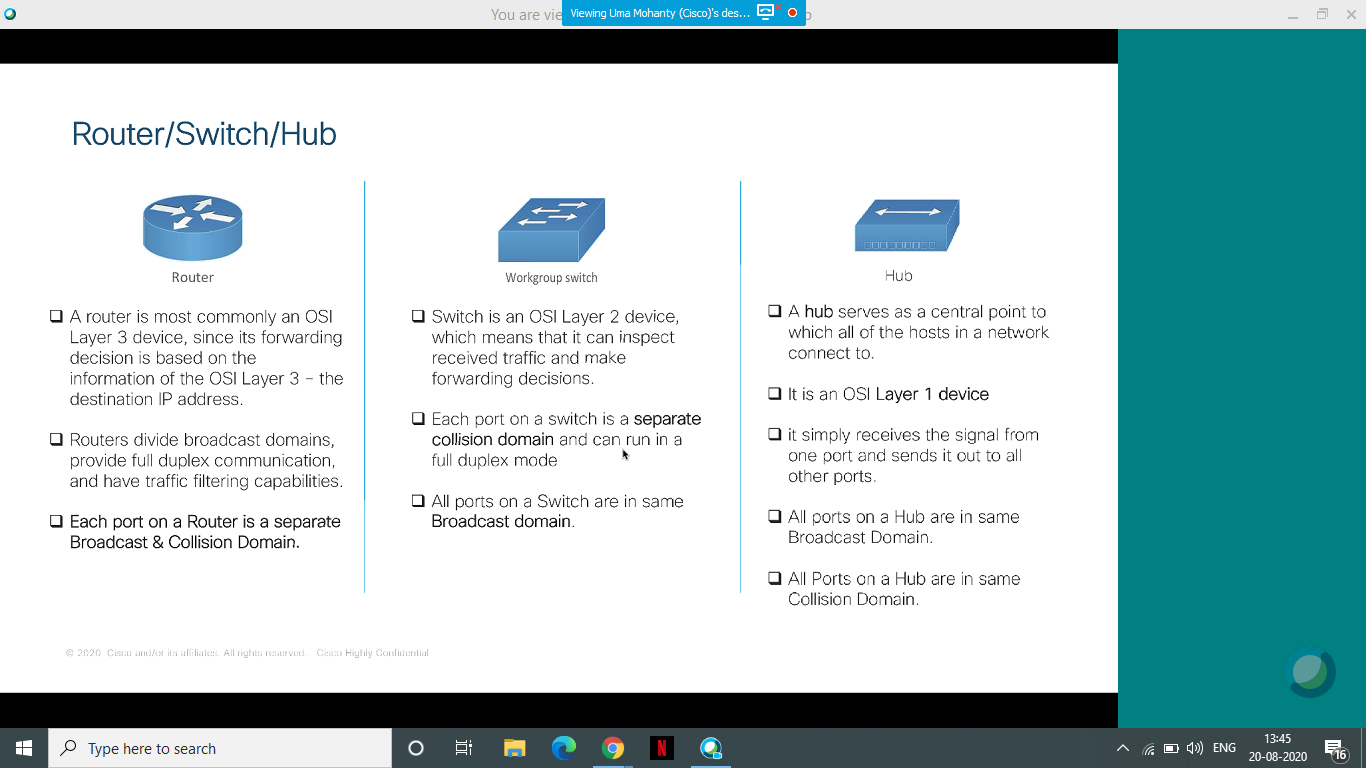 You are vie
Viewing Uma Mohanty (Cisco)'s des...
Router/Switch/Hub
Router
❑ A router is most commonly an OSI
Layer 3 device, since its forwarding
decision is based on the
information of the OSI Layer 3 – the
destination IP address.
❑ Routers divide broadcast domains,
provide full duplex communication,
and have traffic filtering capabilities.
❑ Each port on a Router is a separate
Broadcast & Collision Domain.
Workgroup switch
❑ Switch is an OSI Layer 2 device,
which means that it can inspect
received traffic and make
forwarding decisions.
❑ Each port on a switch is a separate
collision domain and can run in a
full duplex mode
❑ All ports on a Switch are in same
Broadcast domain.
Hub
❑ A hub serves as a central point to
which all of the hosts in a network
connect to.
❑ It is an OSI Layer 1 device
❑ it simply receives the signal from
one port and sends it out to all
other ports.
❑ All ports on a Hub are in same
Broadcast Domain.
❑ All Ports on a Hub are in same
Collision Domain.
© 2020 Cisco and/or its affiliates. All rights reserved. Cisco Highly Confidential
Type here to search
N
ENG
13:45
20-08-2020
16